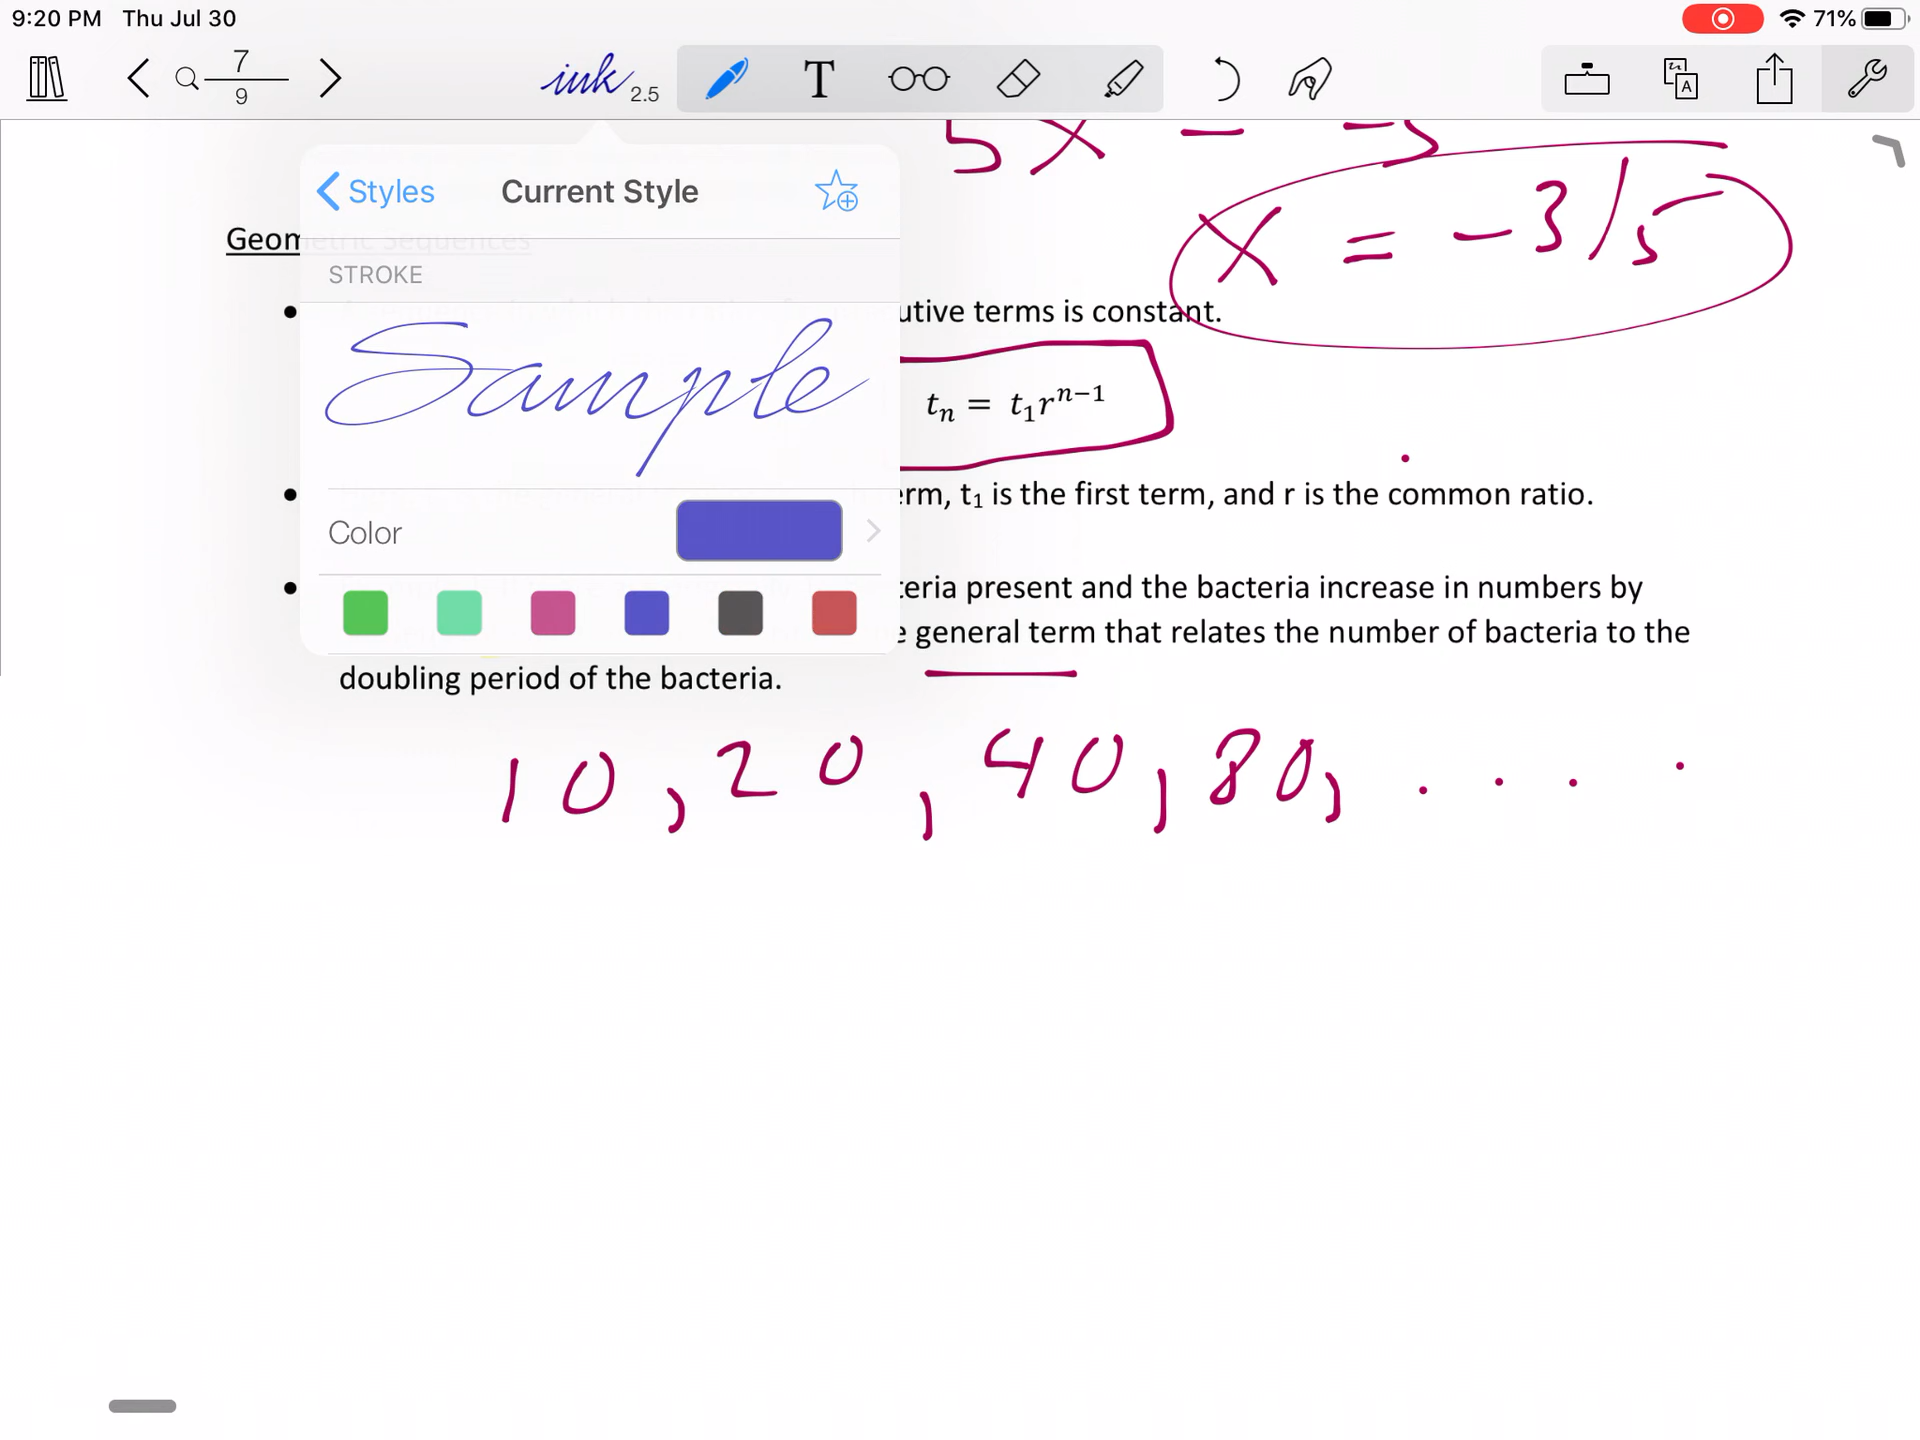 9:20 PM Thu Jul 30
71%
7
9
ink 2.5
T
A
5x = -3
Styles
Current Style
x = -3/5
Geometric Sequences
STROKE
utive terms is constant.
Sample
tₙ = t₁rⁿ⁻¹
erm, t₁ is the first term, and r is the common ratio.
Color
teria present and the bacteria increase in numbers by
e general term that relates the number of bacteria to the
doubling period of the bacteria.
10, 20, 40, 80, . . . .